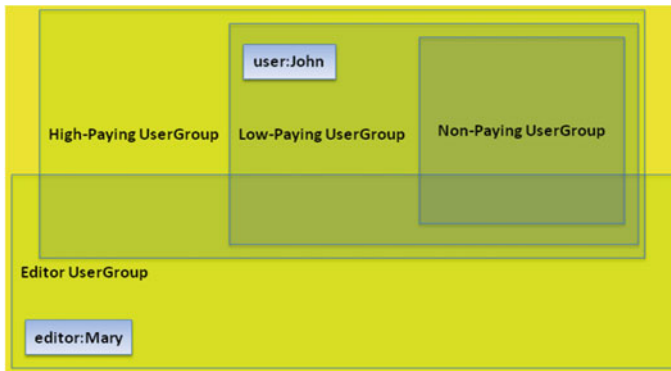 user:John
High-Paying UserGroup
Low-Paying UserGroup
Non-Paying UserGroup
Editor UserGroup
editor:Mary